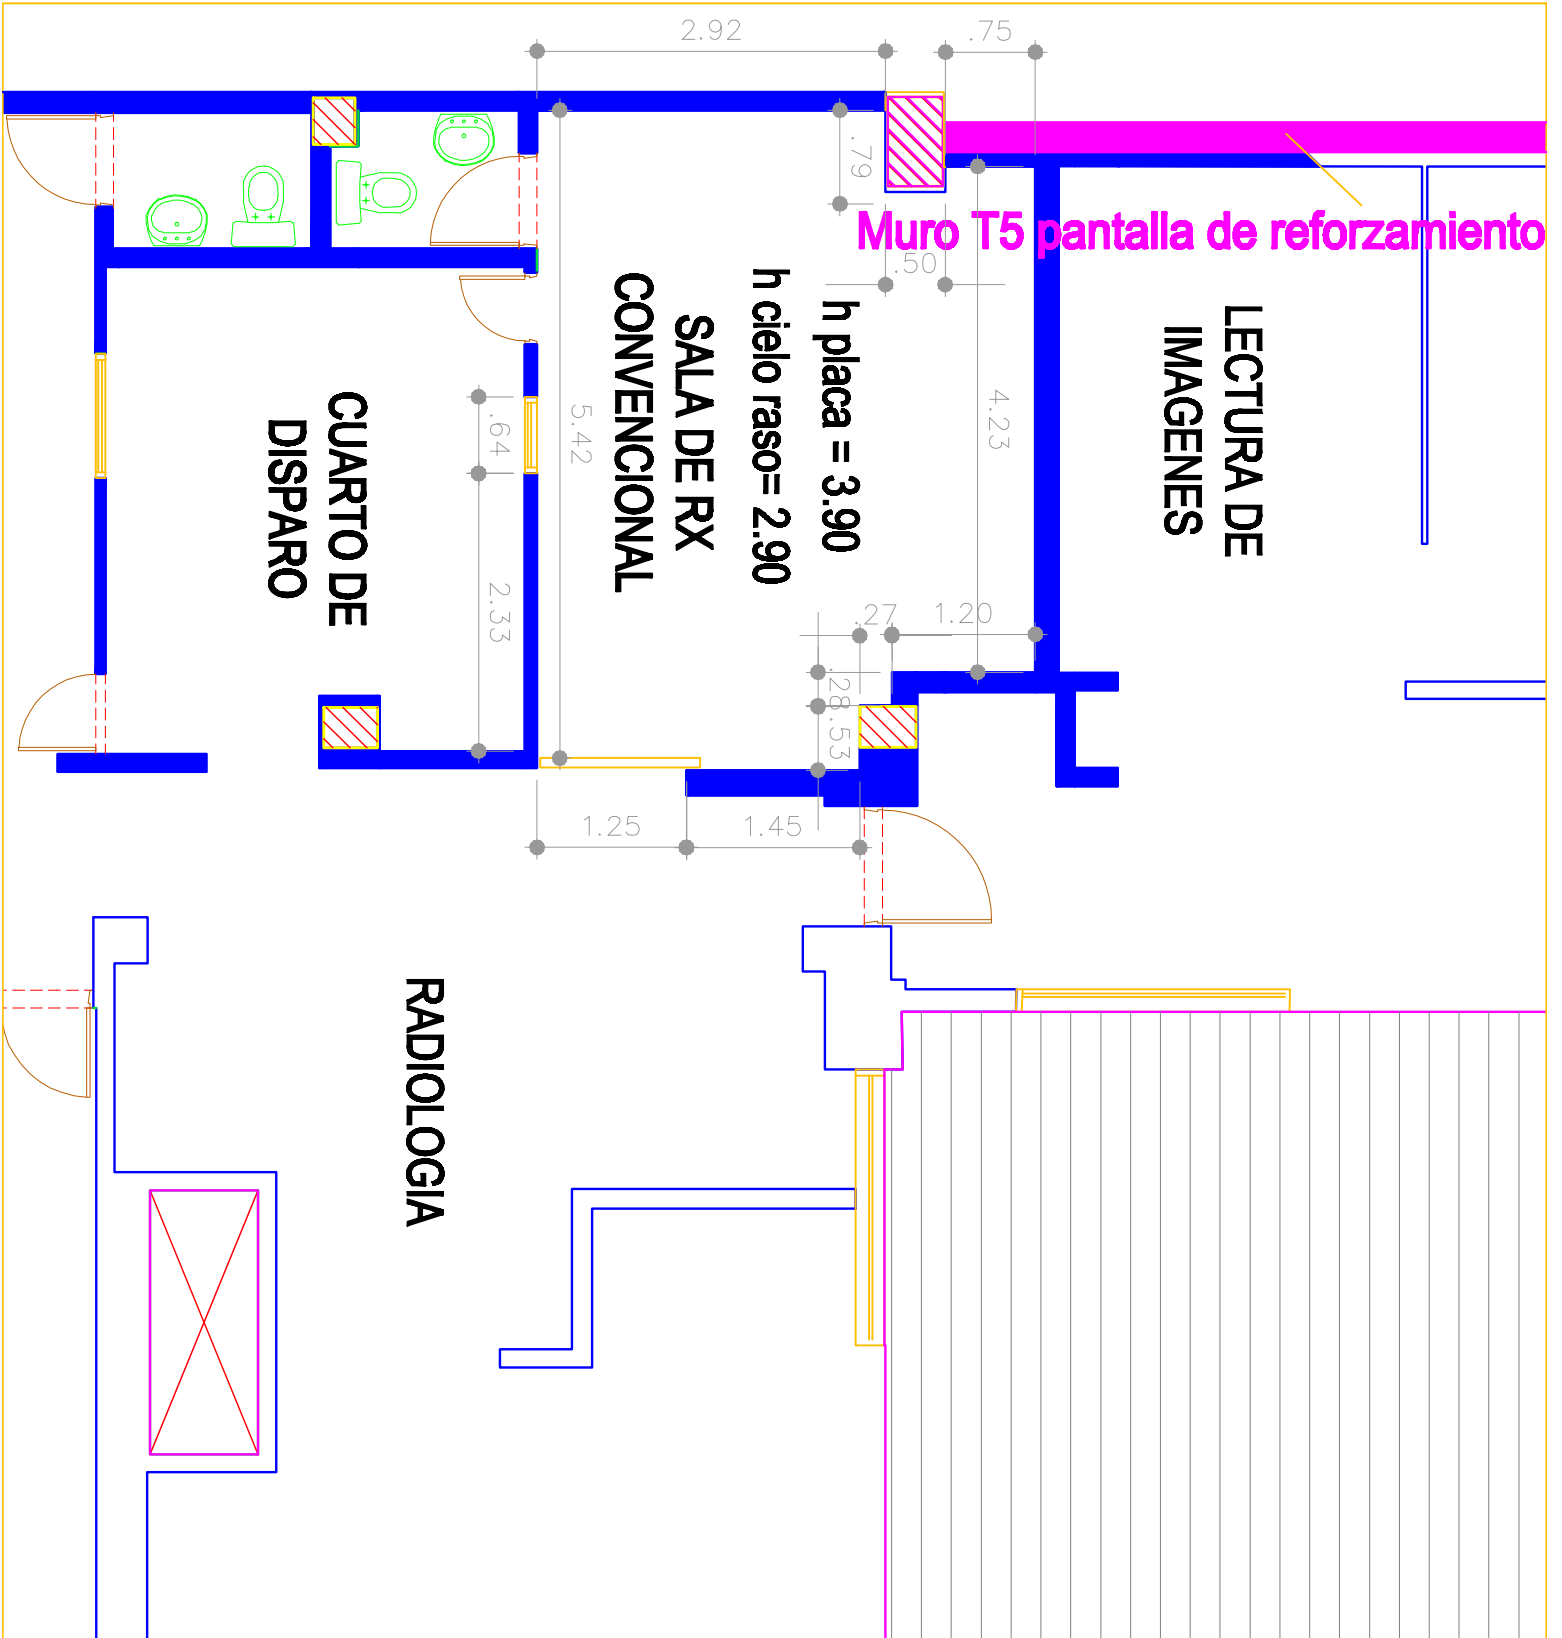 2.92
.75
.79
Muro T5 pantalla de reforzamiento
.50
h placa = 3.90
h cielo raso= 2.90
SALA DE RX
CONVENCIONAL
LECTURA DE
IMAGENES
CUARTO DE
DISPARO
4.23
5.42
.64
2.33
.27
1.20
.28
.53
1.25
1.45
RADIOLOGIA